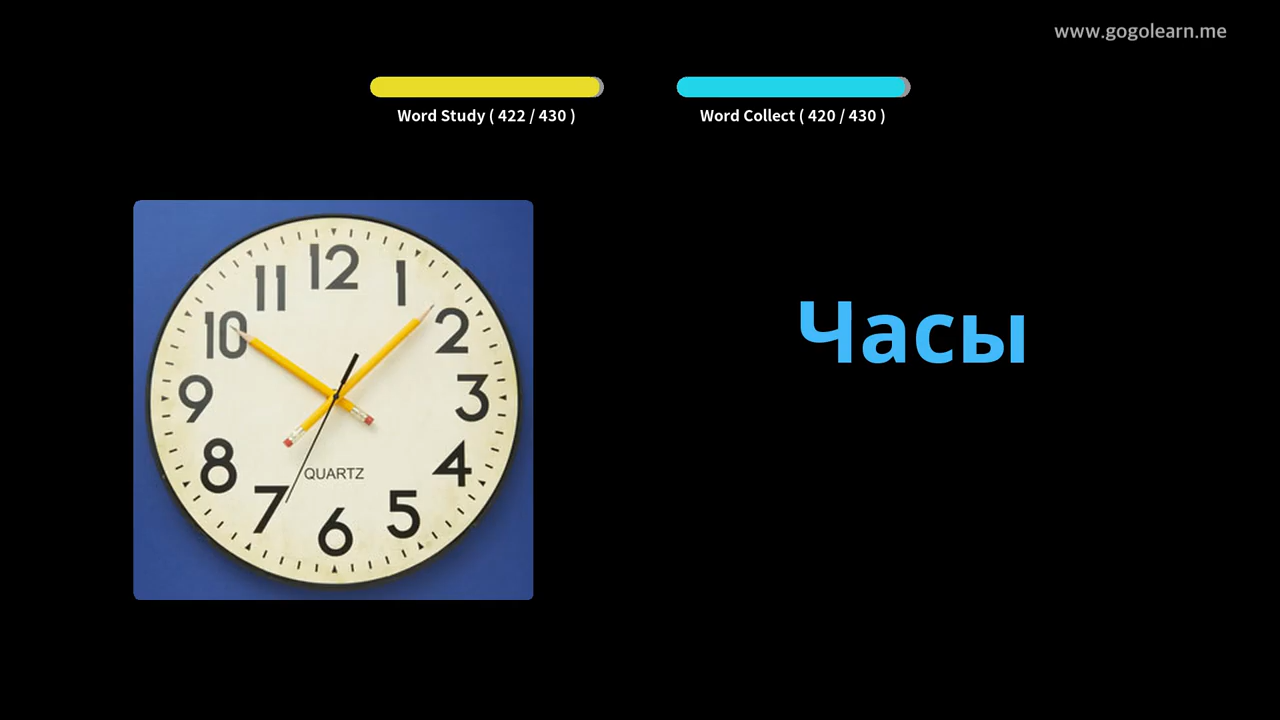 www.gogolearn.me
Word Study ( 422 / 430 )
Word Collect ( 420 / 430 )
12
11
1
10
2
9
3
8
4
QUARTZ
7
5
6
Часы